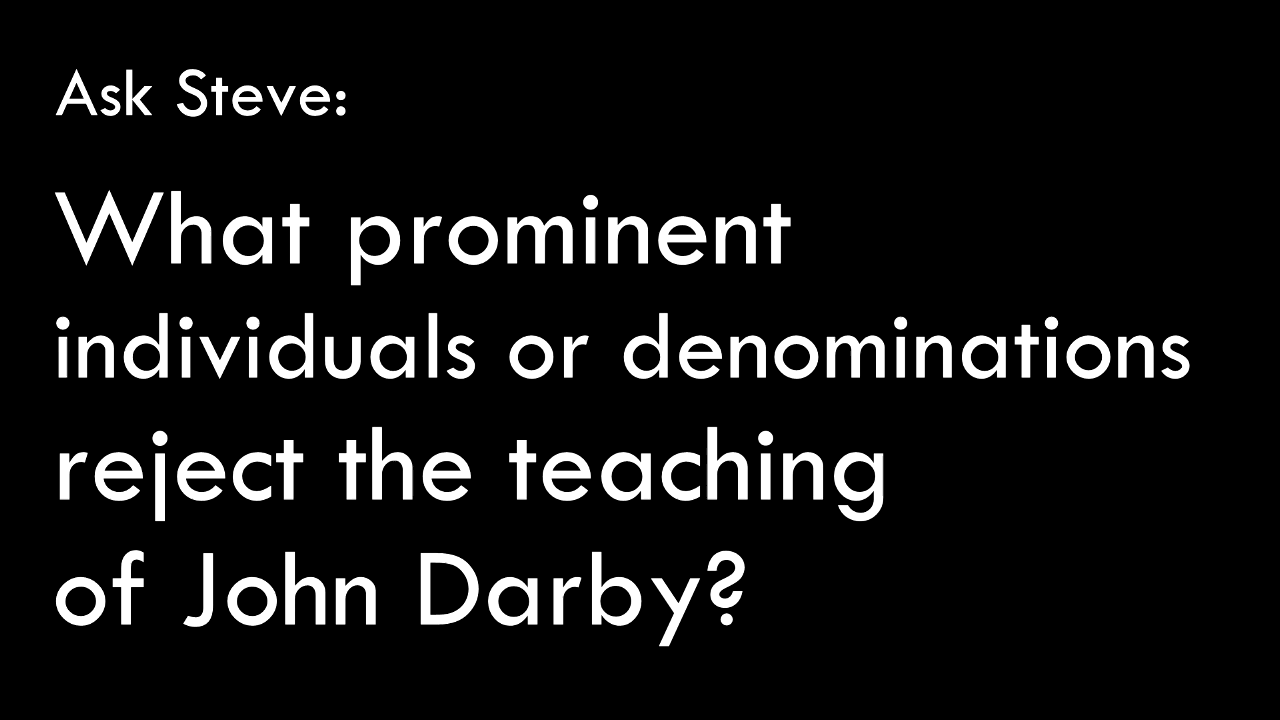 Ask Steve:
What prominent
individuals or denominations
reject the teaching
of John Darby?